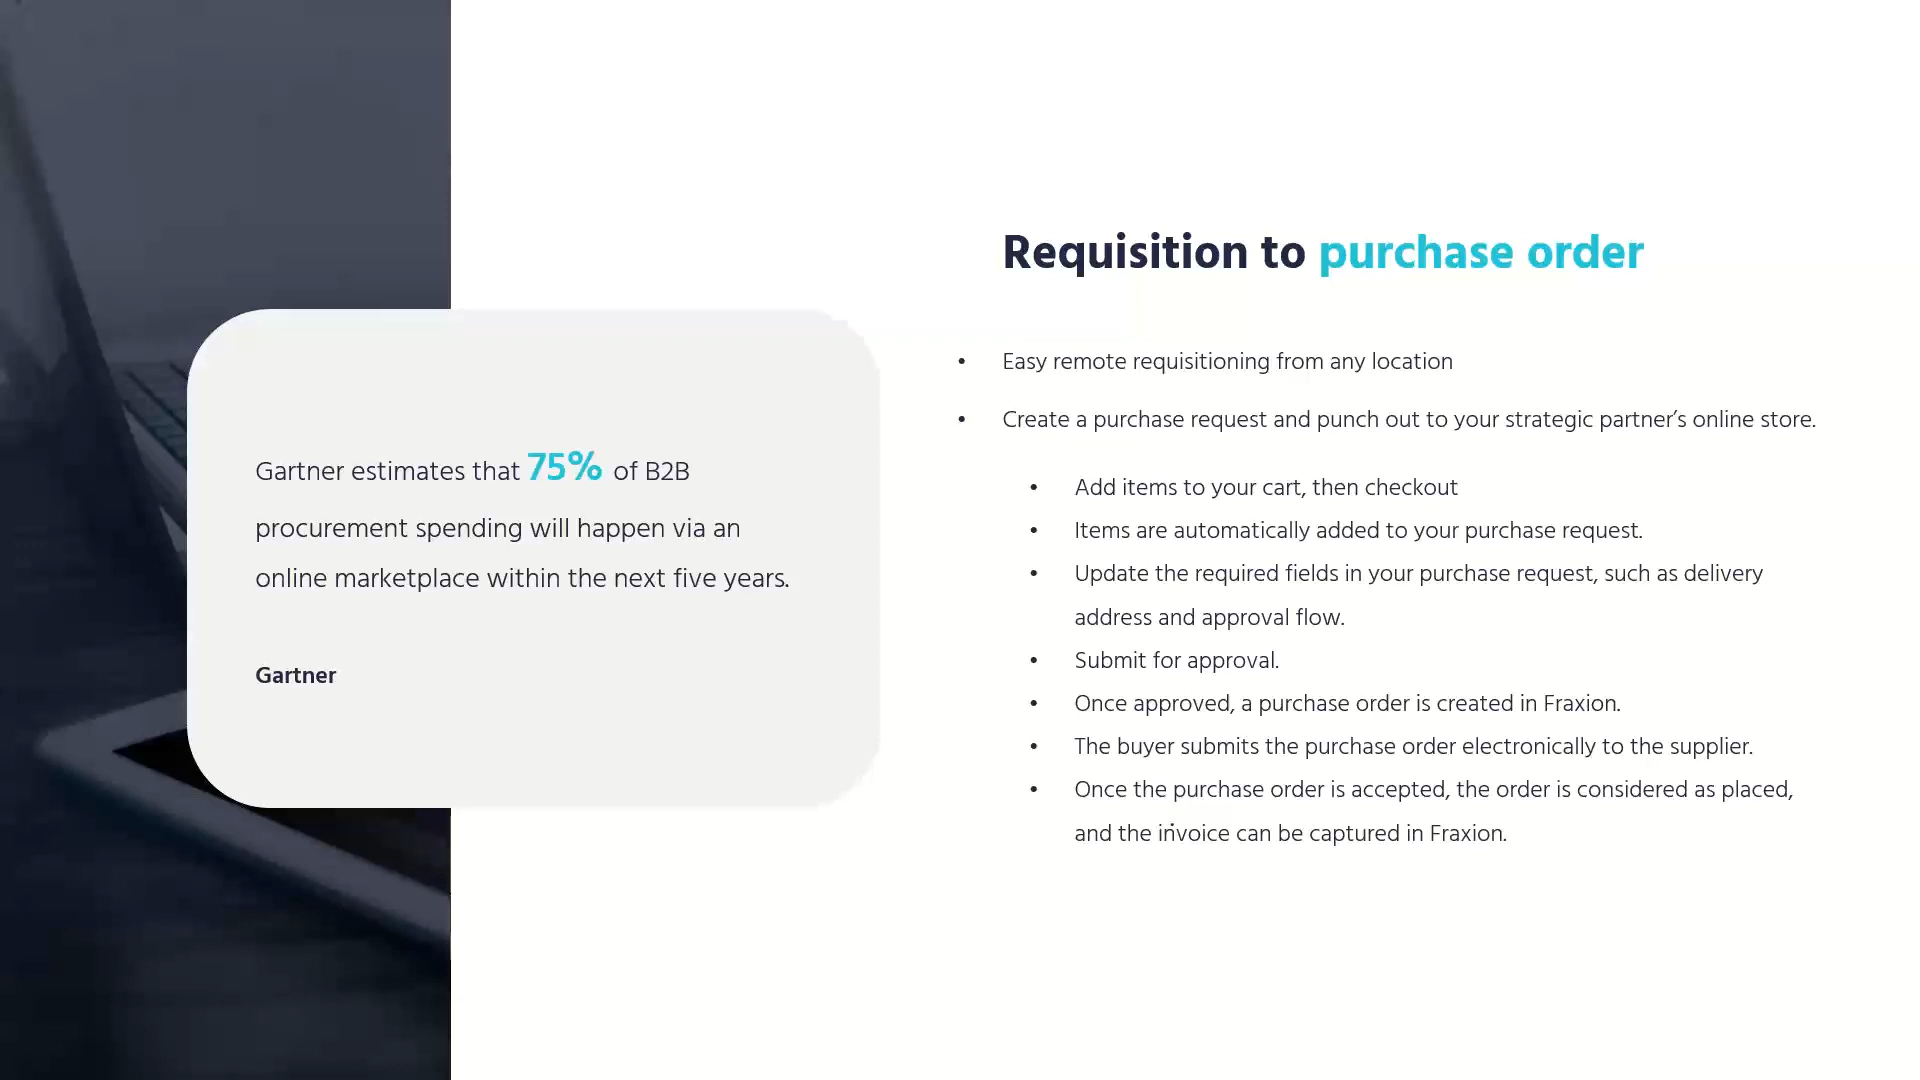 Requisition to purchase order
Gartner estimates that 75% of B2B
procurement spending will happen via an
online marketplace within the next five years.
Gartner
• Easy remote requisitioning from any location
• Create a purchase request and punch out to your strategic partner’s online store.
• Add items to your cart, then checkout
• Items are automatically added to your purchase request.
• Update the required fields in your purchase request, such as delivery
address and approval flow.
• Submit for approval.
• Once approved, a purchase order is created in Fraxion.
• The buyer submits the purchase order electronically to the supplier.
• Once the purchase order is accepted, the order is considered as placed,
and the invoice can be captured in Fraxion.